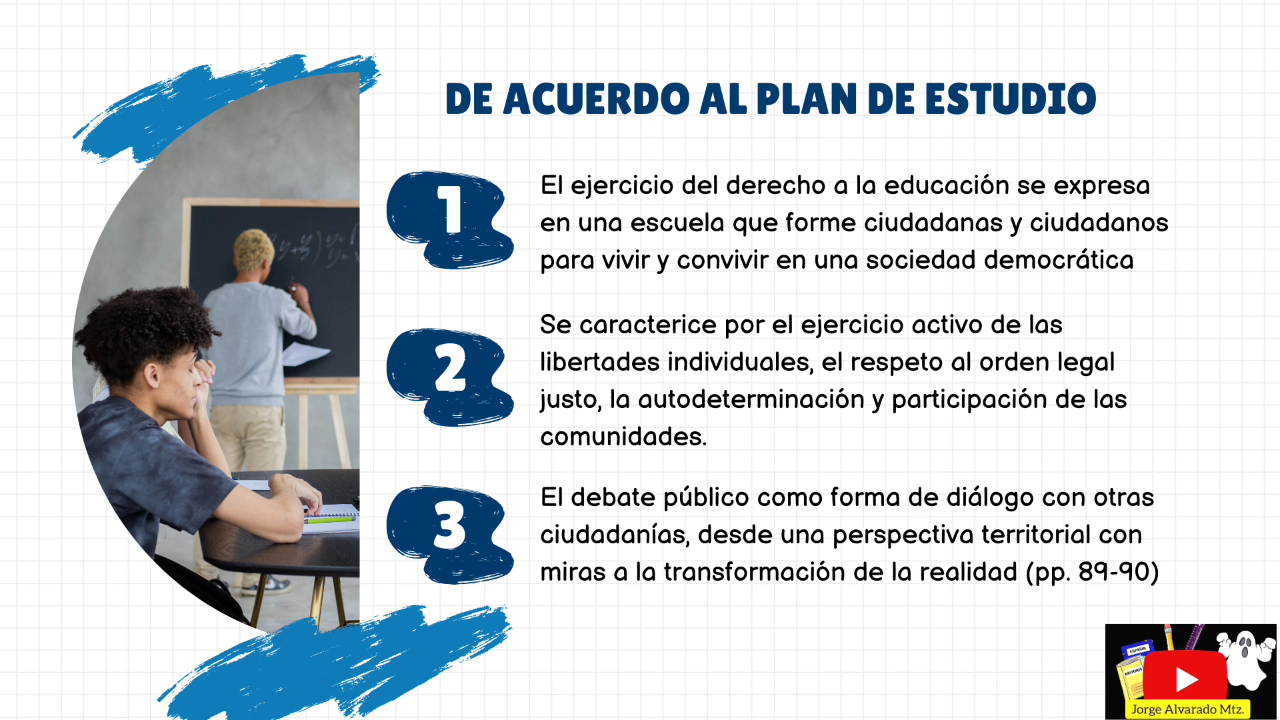 DE ACUERDO AL PLAN DE ESTUDIO
1
El ejercicio del derecho a la educación se expresa
en una escuela que forme ciudadanas y ciudadanos
para vivir y convivir en una sociedad democrática
2
Se caracterice por el ejercicio activo de las
libertades individuales, el respeto al orden legal
justo, la autodeterminación y participación de las
comunidades.
3
El debate público como forma de diálogo con otras
ciudadanías, desde una perspectiva territorial con
miras a la transformación de la realidad (pp. 89-90)
Jorge Alvarado Mtz.